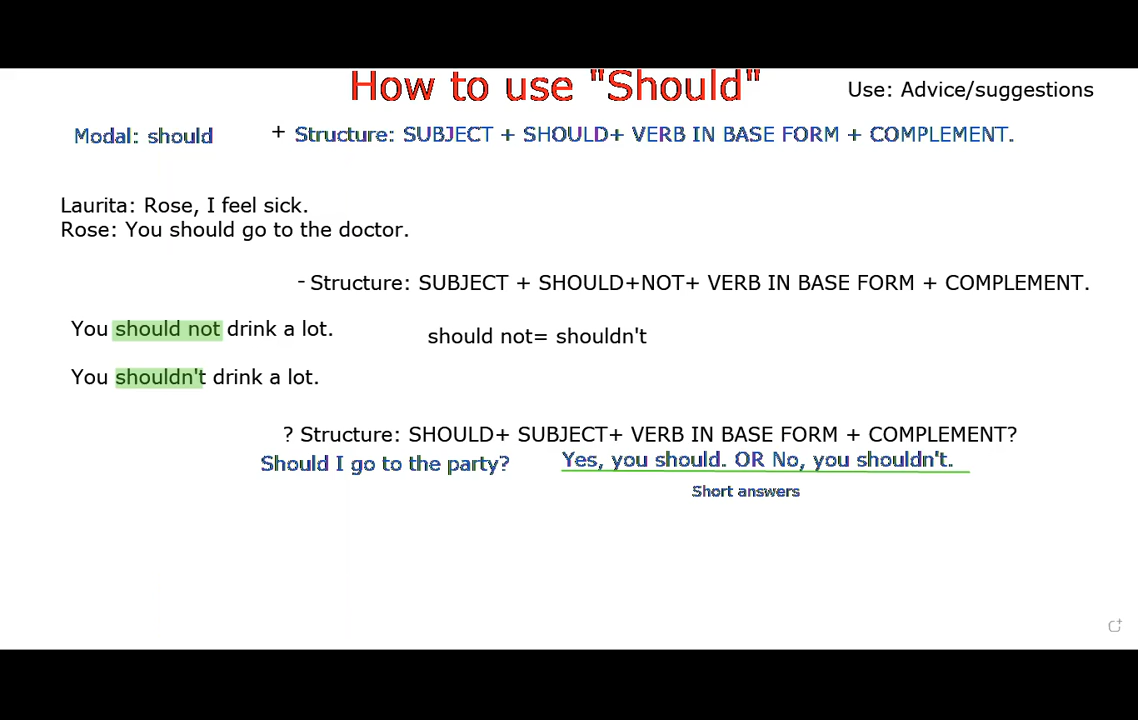 How to use "Should"
Use: Advice/suggestions
Modal: should
+ Structure: SUBJECT + SHOULD+ VERB IN BASE FORM + COMPLEMENT.
Laurita: Rose, I feel sick.
Rose: You should go to the doctor.
- Structure: SUBJECT + SHOULD+NOT+ VERB IN BASE FORM + COMPLEMENT.
You should not drink a lot.
should not= shouldn't
You shouldn't drink a lot.
? Structure: SHOULD+ SUBJECT+ VERB IN BASE FORM + COMPLEMENT?
Should I go to the party?
Yes, you should. OR No, you shouldn't.
Short answers